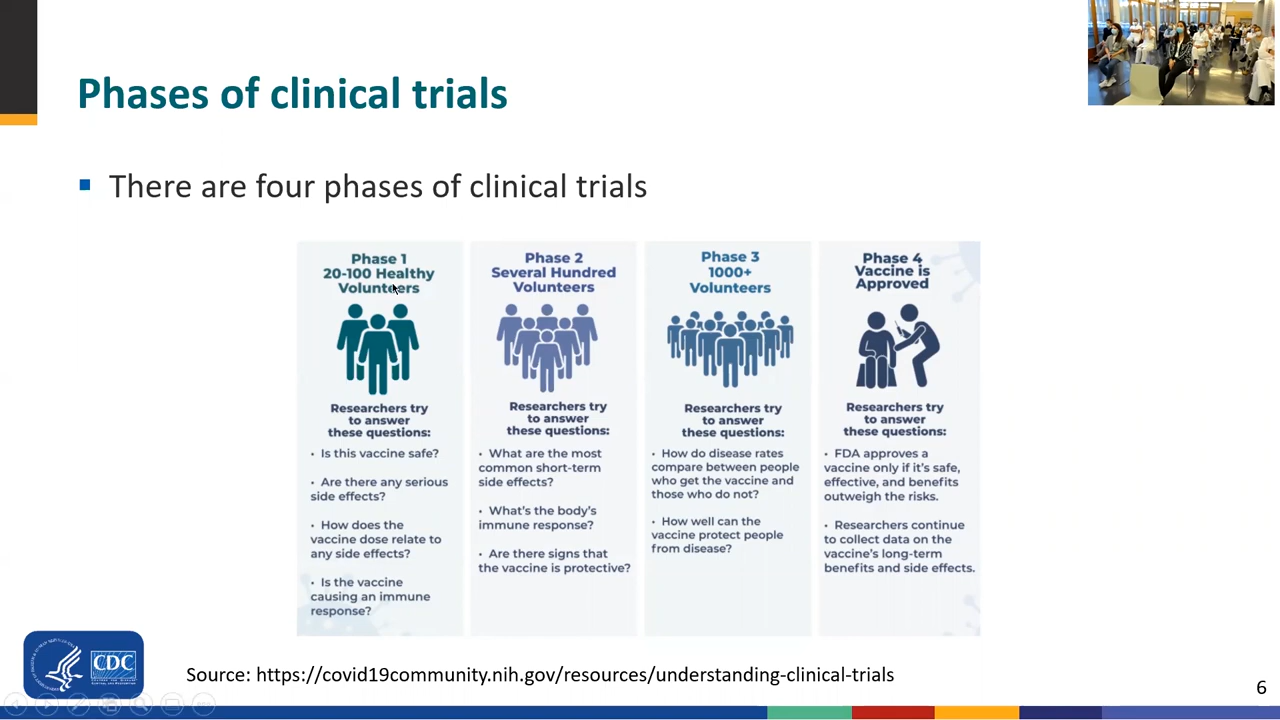 Phases of clinical trials
There are four phases of clinical trials
Phase 1
20-100 Healthy
Volunteers
Researchers try
to answer
these questions:
• Is this vaccine safe?
• Are there any serious
side effects?
• How does the
vaccine dose relate to
any side effects?
• Is the vaccine
causing an immune
response?
Phase 2
Several Hundred
Volunteers
Researchers try
to answer
these questions:
• What are the most
common short-term
side effects?
• What's the body's
immune response?
• Are there signs that
the vaccine is protective?
Phase 3
1000+
Volunteers
Researchers try
to answer
these questions:
• How do disease rates
compare between people
who get the vaccine and
those who do not?
• How well can the
vaccine protect people
from disease?
Phase 4
Vaccine is
Approved
Researchers try
to answer
these questions:
• FDA approves a
vaccine only if it's safe,
effective, and benefits
outweigh the risks.
• Researchers continue
to collect data on the
vaccine's long-term
benefits and side effects.
CDC
Source: https://covid19community.nih.gov/resources/understanding-clinical-trials
6